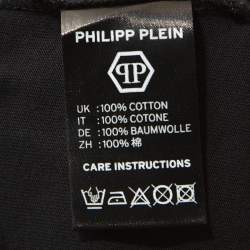 PHILIPP PLEIN
UK : 100% COTTON
IT : 100% COTONE
DE : 100% BAUMWOLLE
ZH : 100% 棉
CARE INSTRUCTIONS